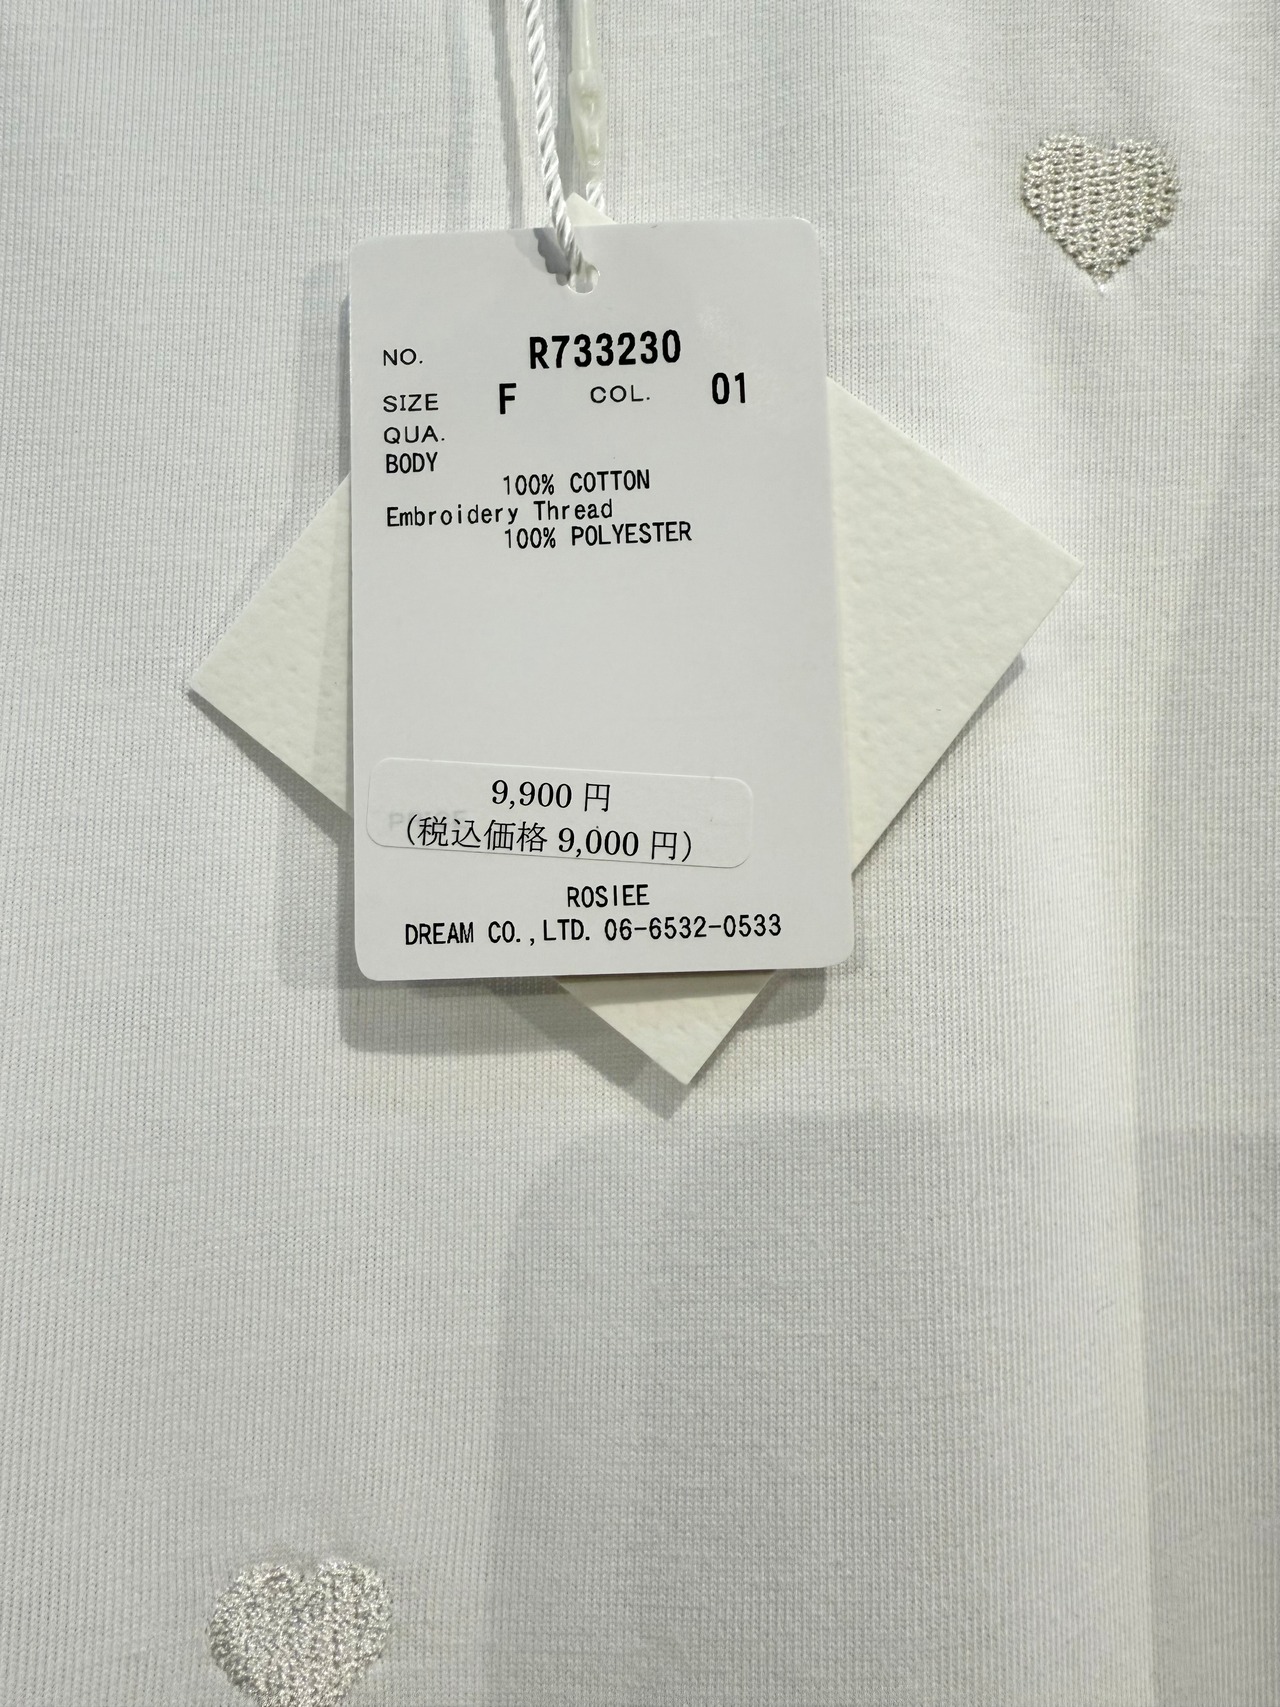 NO. R733230
SIZE F COL. 01
QUA.
BODY
100% COTTON
Embroidery Thread
100% POLYESTER
9,900 円
(税込価格 9,000 円)
ROSIEE
DREAM CO.,LTD. 06-6532-0533